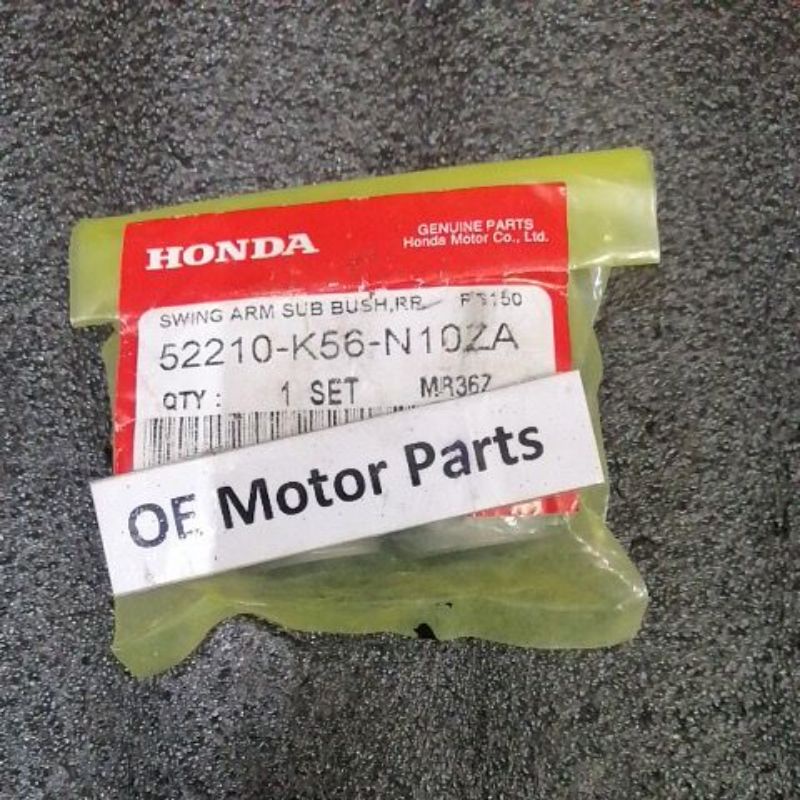 HONDA
GENUINE PARTS
Honda Motor Co., Ltd.
SWING ARM SUB BUSH,RR
52210-K56-N10ZA
QTY : 1 SET MR36Z
OE Motor Parts